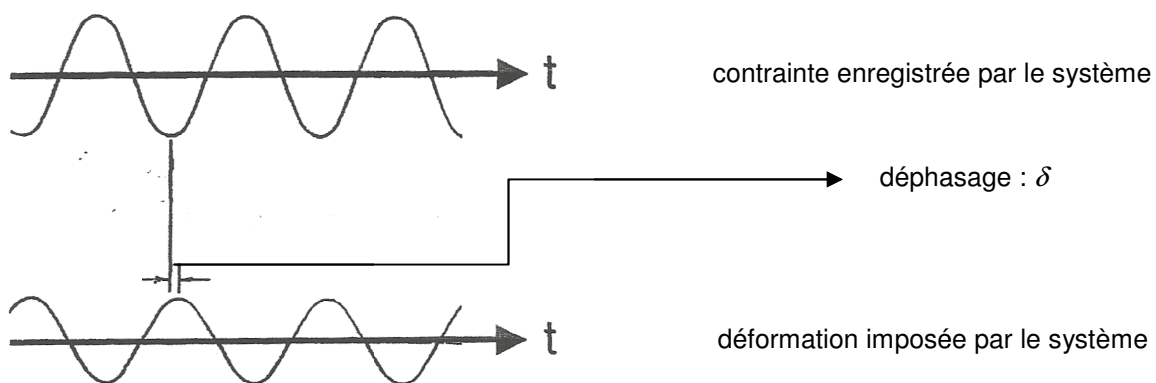 t
contrainte enregistrée par le système
déphasage : δ
t
déformation imposée par le système